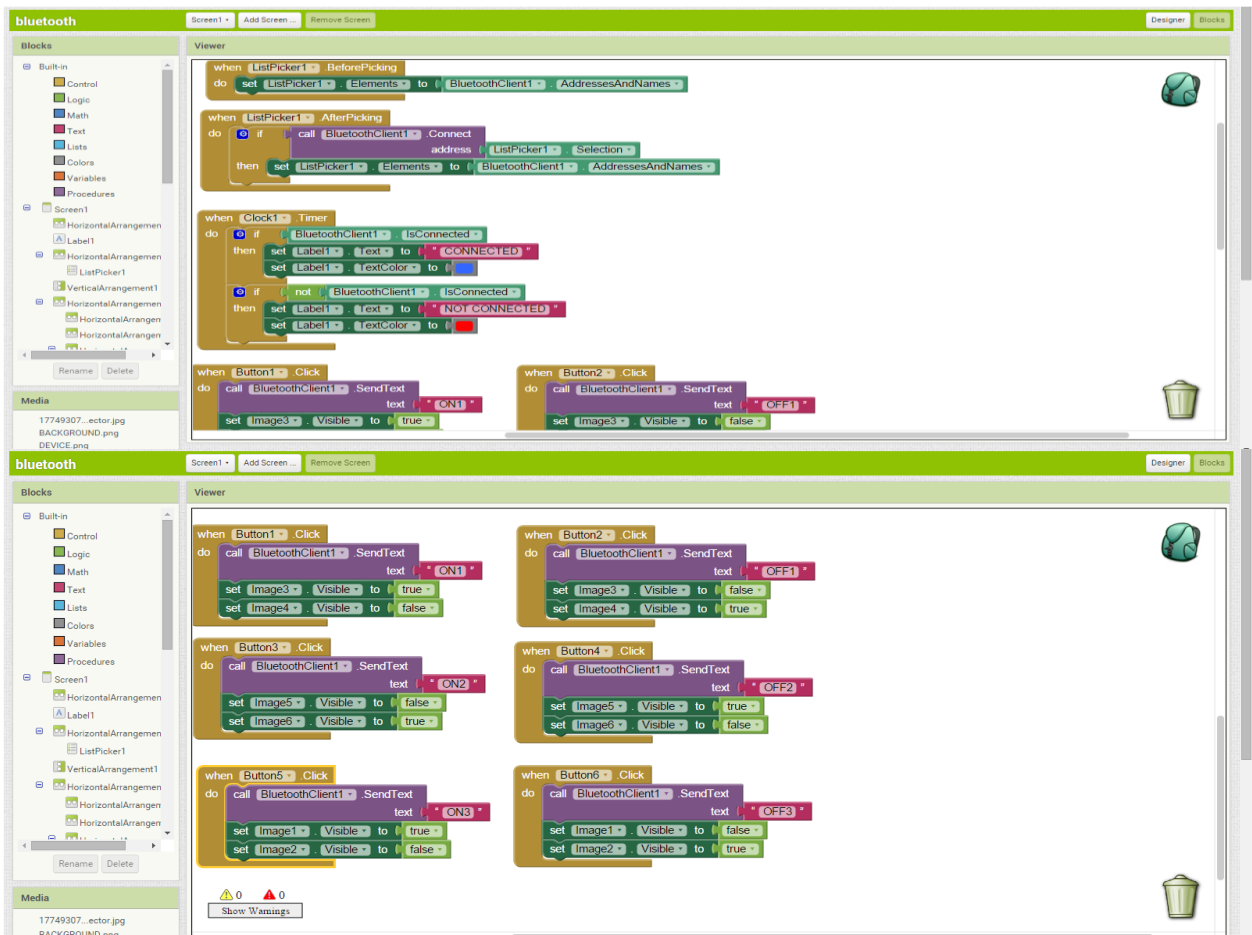 bluetooth Screen1 Add Screen ... Remove Screen Designer Blocks
Blocks
Built-in
Control
Logic
Math
Text
Lists
Colors
Variables
Procedures
Screen1
HorizontalArrangemen
Label1
HorizontalArrangemen
ListPicker1
VerticalArrangement1
HorizontalArrangemen
HorizontalArrangem
HorizontalArrangem
Rename Delete
Media
17749307...ector.jpg
BACKGROUND.png
DEVICE.png
Viewer
when ListPicker1 .BeforePicking
do set ListPicker1 . Elements to BluetoothClient1 . AddressesAndNames
when ListPicker1 .AfterPicking
do if call BluetoothClient1 .Connect
address ListPicker1 . Selection
then set ListPicker1 . Elements to BluetoothClient1 . AddressesAndNames
when Clock1 .Timer
do if BluetoothClient1 . IsConnected
then set Label1 . Text to " CONNECTED "
set Label1 . TextColor to
if not BluetoothClient1 . IsConnected
then set Label1 . Text to " NOT CONNECTED "
set Label1 . TextColor to
when Button1 .Click
do call BluetoothClient1 .SendText
text " ON1 "
set Image3 . Visible to true
when Button2 .Click
do call BluetoothClient1 .SendText
text " OFF1 "
set Image3 . Visible to false
bluetooth Screen1 Add Screen ... Remove Screen Designer Blocks
Blocks
Built-in
Control
Logic
Math
Text
Lists
Colors
Variables
Procedures
Screen1
HorizontalArrangemen
Label1
HorizontalArrangemen
ListPicker1
VerticalArrangement1
HorizontalArrangemen
HorizontalArrangem
HorizontalArrangem
Rename Delete
Media
17749307...ector.jpg
BACKGROUND.png
Viewer
when Button1 .Click
do call BluetoothClient1 .SendText
text " ON1 "
set Image3 . Visible to true
set Image4 . Visible to false
when Button2 .Click
do call BluetoothClient1 .SendText
text " OFF1 "
set Image3 . Visible to false
set Image4 . Visible to true
when Button3 .Click
do call BluetoothClient1 .SendText
text " ON2 "
set Image5 . Visible to false
set Image6 . Visible to true
when Button4 .Click
do call BluetoothClient1 .SendText
text " OFF2 "
set Image5 . Visible to true
set Image6 . Visible to false
when Button5 .Click
do call BluetoothClient1 .SendText
text " ON3 "
set Image1 . Visible to true
set Image2 . Visible to false
when Button6 .Click
do call BluetoothClient1 .SendText
text " OFF3 "
set Image1 . Visible to false
set Image2 . Visible to true
0 0
Show Warnings